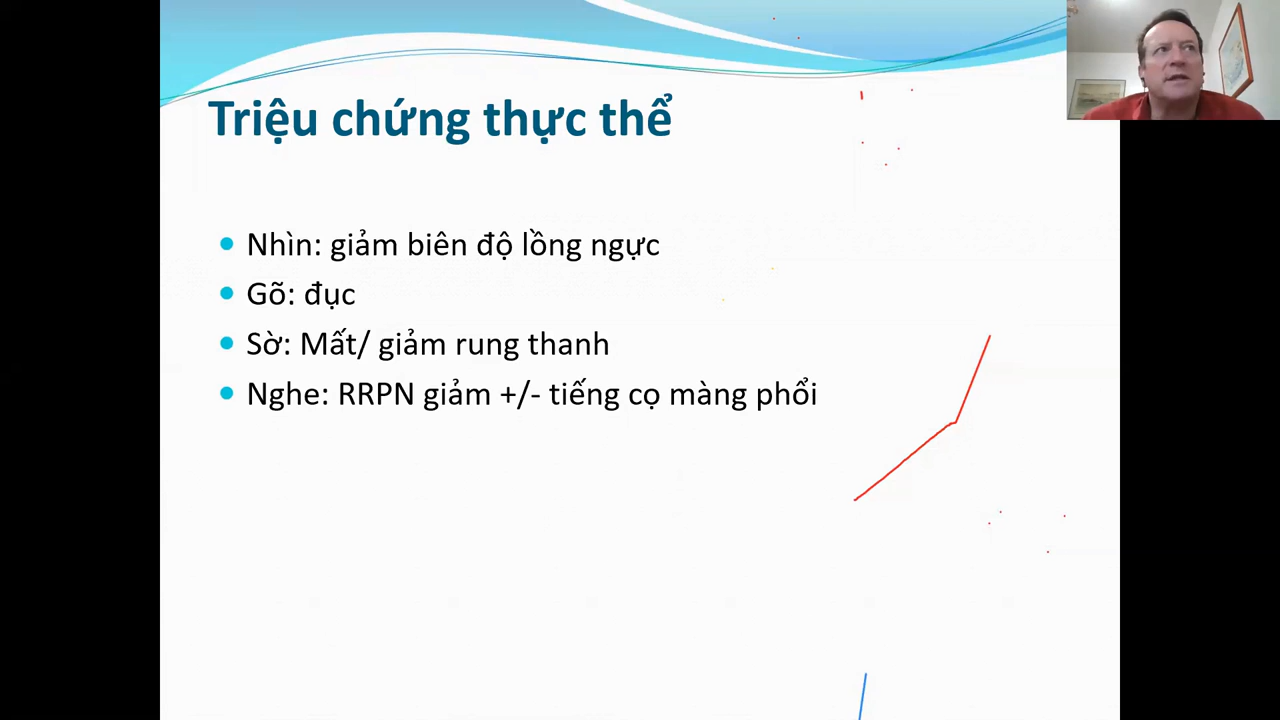 Triệu chứng thực thể
Nhìn: giảm biên độ lồng ngực
Gõ: đục
Sờ: Mất/ giảm rung thanh
Nghe: RRPN giảm +/- tiếng cọ màng phổi